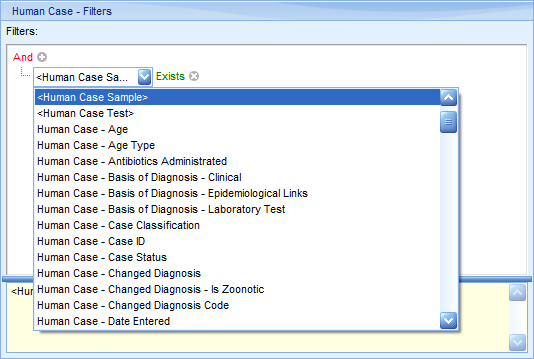 Human Case - Filters
Filters:
And
<Human Case Sa... Exists
<Human Case Sample>
<Human Case Test>
Human Case - Age
Human Case - Age Type
Human Case - Antibiotics Administrated
Human Case - Basis of Diagnosis - Clinical
Human Case - Basis of Diagnosis - Epidemiological Links
Human Case - Basis of Diagnosis - Laboratory Test
Human Case - Case Classification
Human Case - Case ID
Human Case - Case Status
Human Case - Changed Diagnosis
Human Case - Changed Diagnosis - Is Zoonotic
Human Case - Changed Diagnosis Code
Human Case - Date Entered